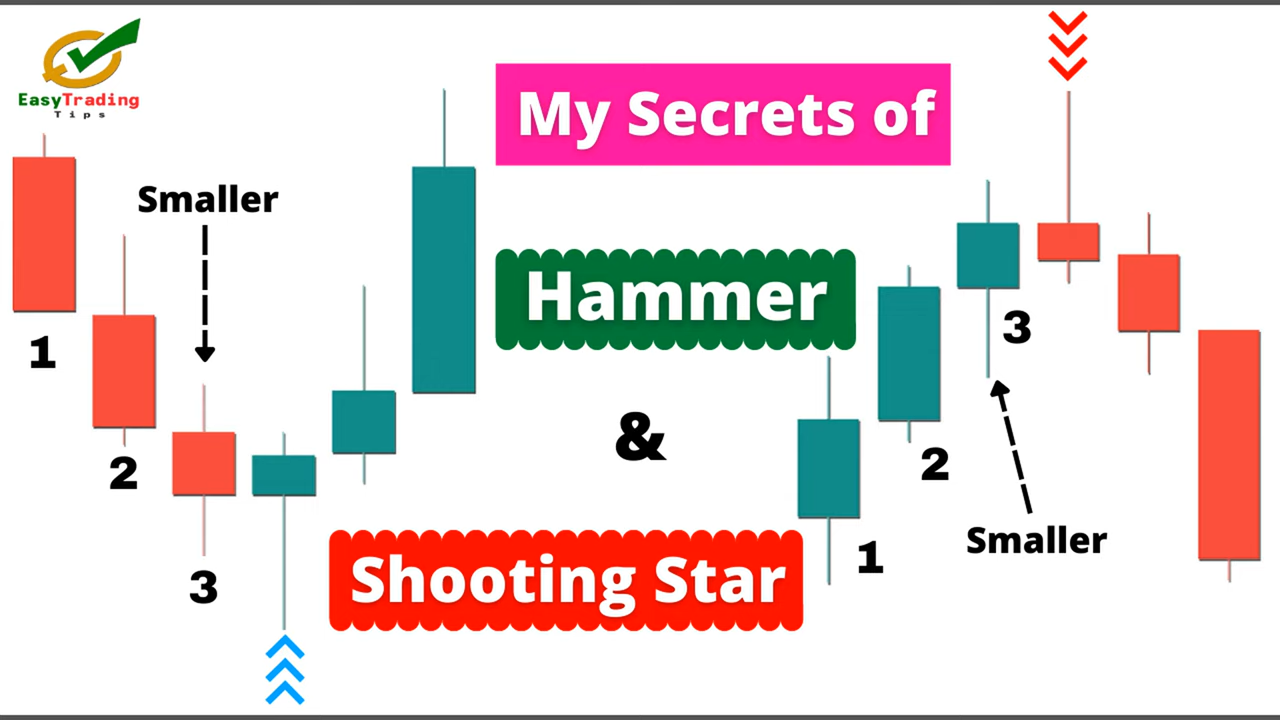 EasyTrading
Tips
My Secrets of
Smaller
Hammer
1
3
&
2
2
Smaller
1
Shooting Star
3